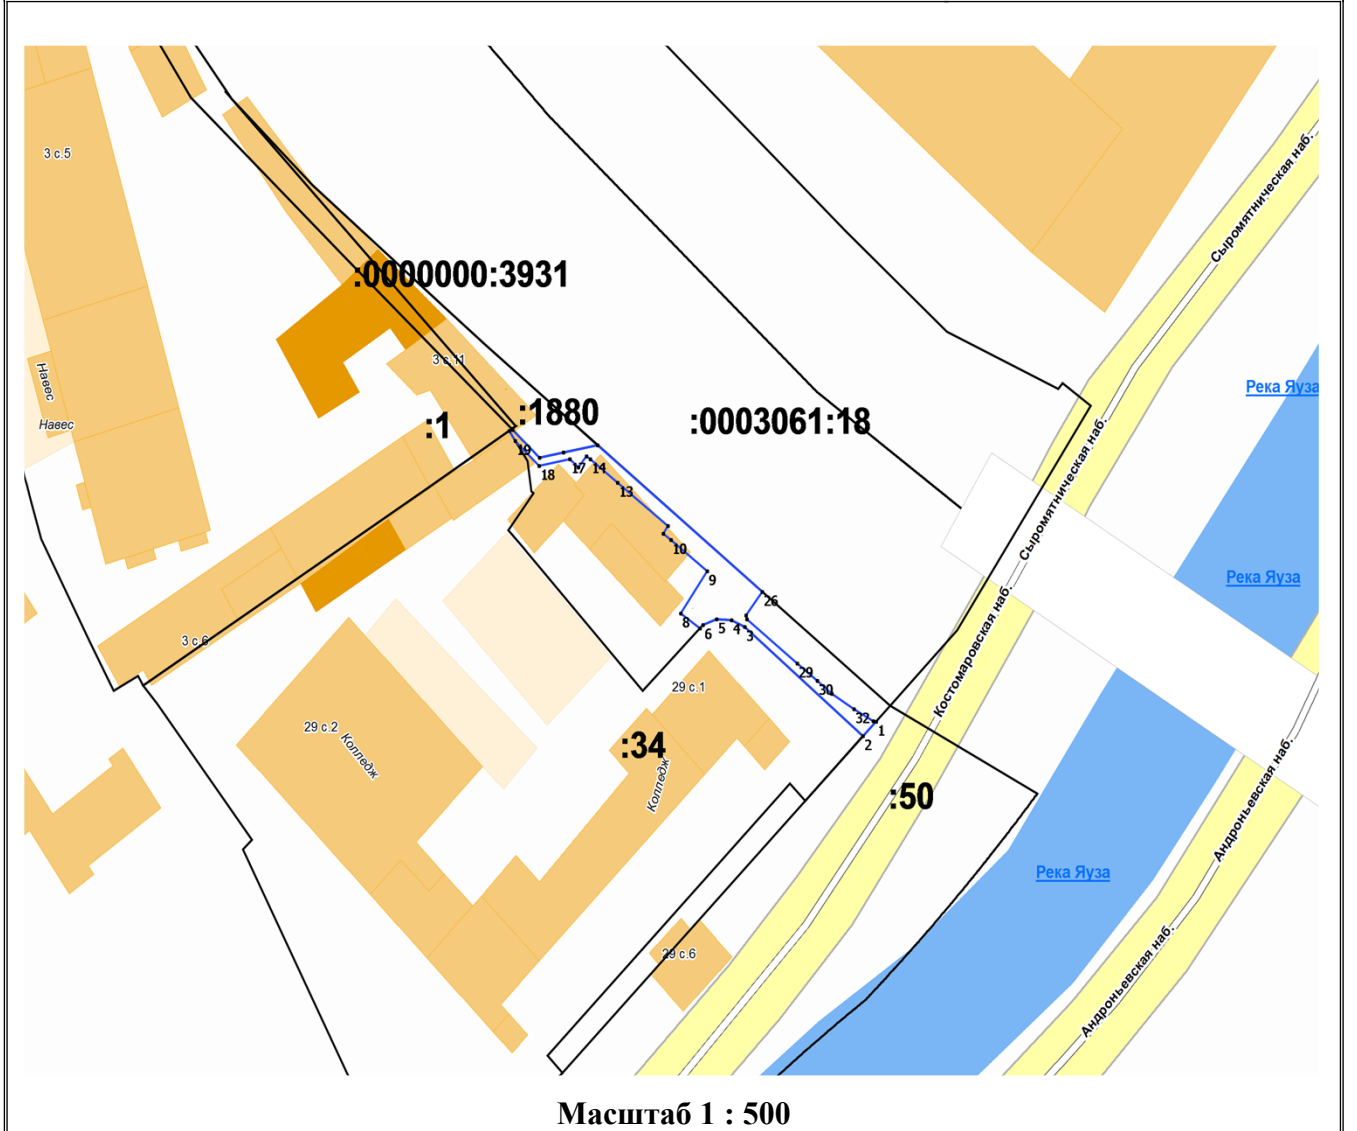 3 с.5
Сыромятническая наб.
:0000000:3931
3 с.11
Навес
Навес
:1
:1880
:0003061:18
Река Яуза
19
18
17
14
13
10
9
8
6
5
4
3
26
29
30
32
1
2
Сыромятническая наб.
Река Яуза
Костомаровская наб.
3 с.6
29 с.1
29 с.2
Колледж
:34
Колледж
:50
Река Яуза
Андроньевская наб.
Андроньевская наб.
29 с.6
Масштаб 1 : 500